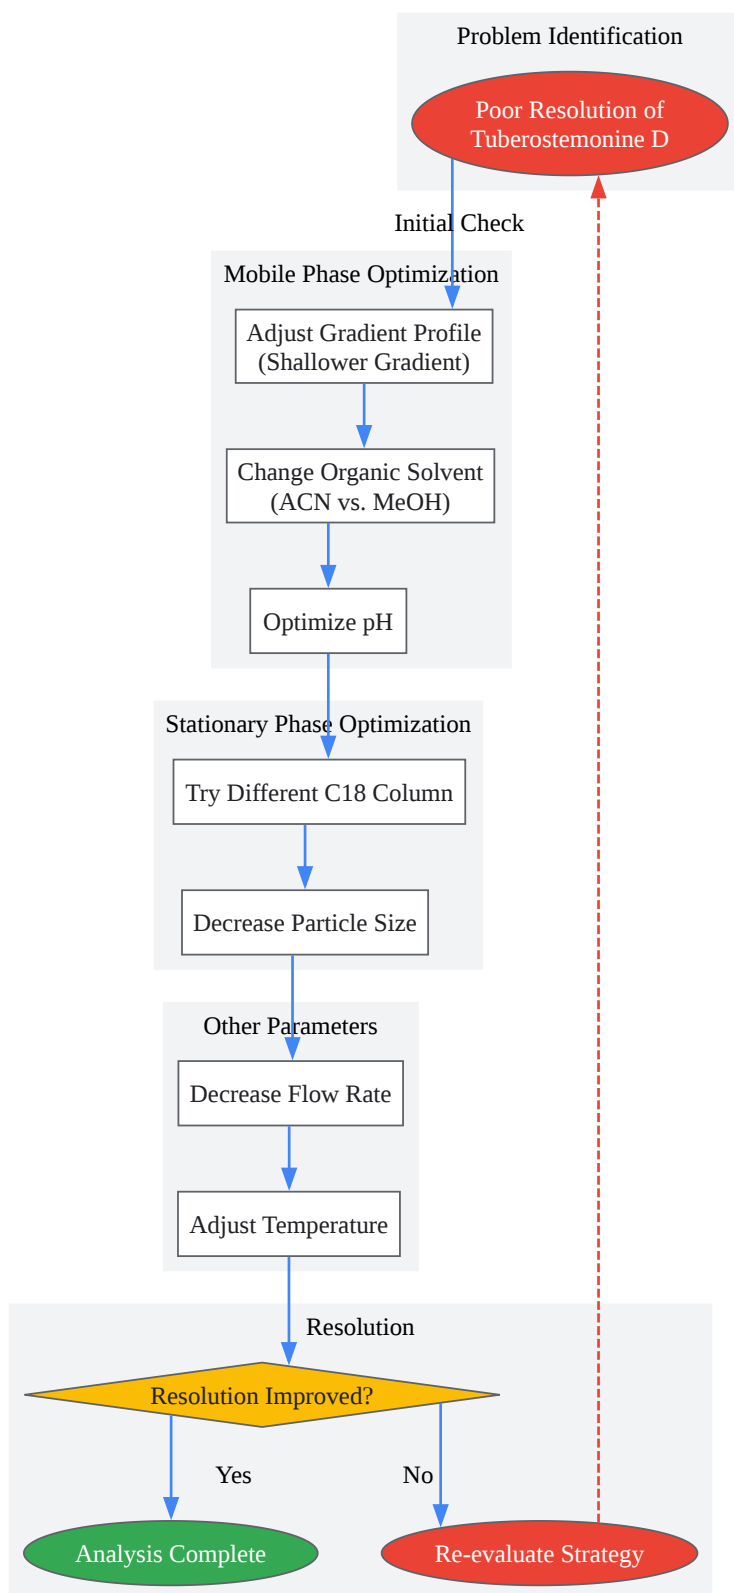 Problem Identification
Poor Resolution of
Tuberostemonine D
Initial Check
Mobile Phase Optimization
Adjust Gradient Profile
(Shallower Gradient)
Change Organic Solvent
(ACN vs. MeOH)
Optimize pH
Stationary Phase Optimization
Try Different C18 Column
Decrease Particle Size
Other Parameters
Decrease Flow Rate
Adjust Temperature
Resolution
Resolution Improved?
Yes
No
Analysis Complete
Re-evaluate Strategy